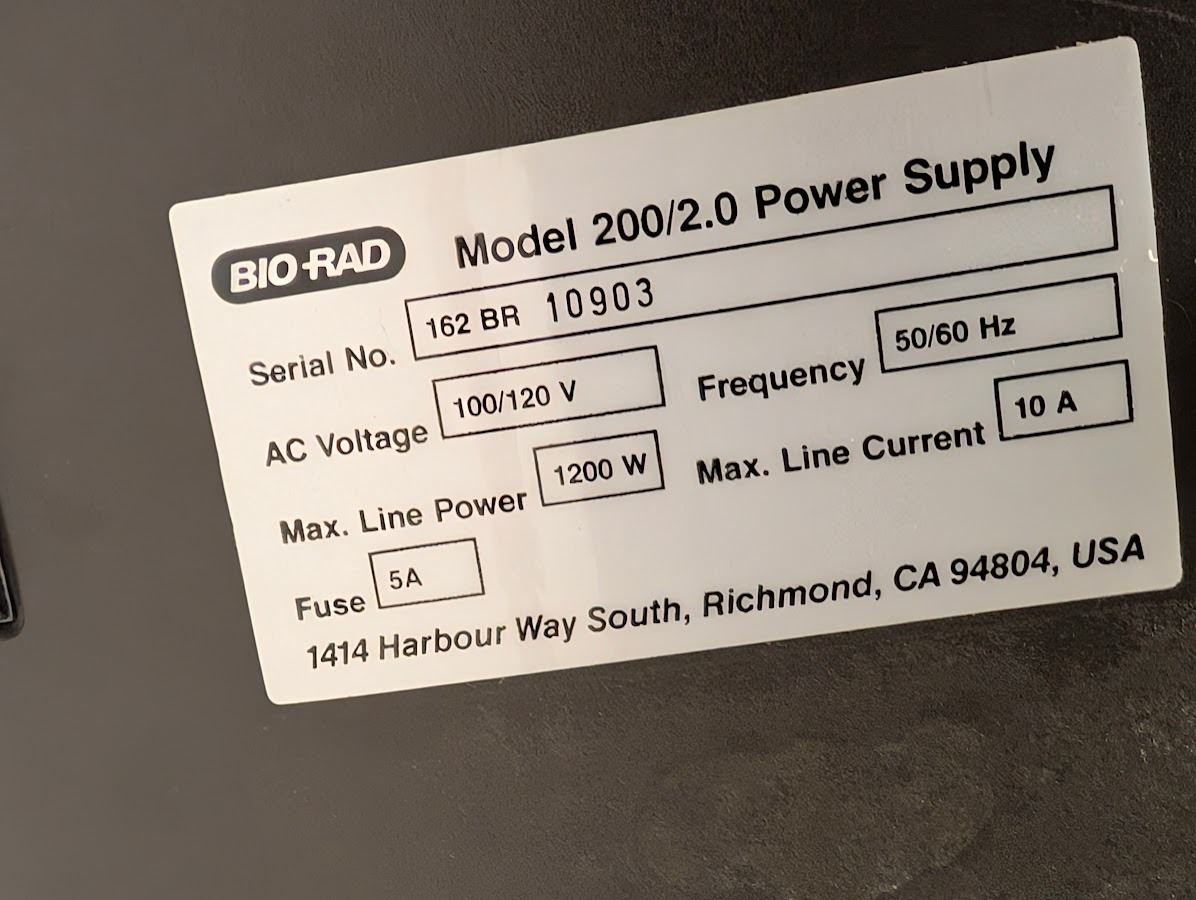 BIO-RAD Model 200/2.0 Power Supply
Serial No. 162 BR 10903
AC Voltage 100/120 V Frequency 50/60 Hz
Max. Line Power 1200 W Max. Line Current 10 A
Fuse 5A
1414 Harbour Way South, Richmond, CA 94804, USA